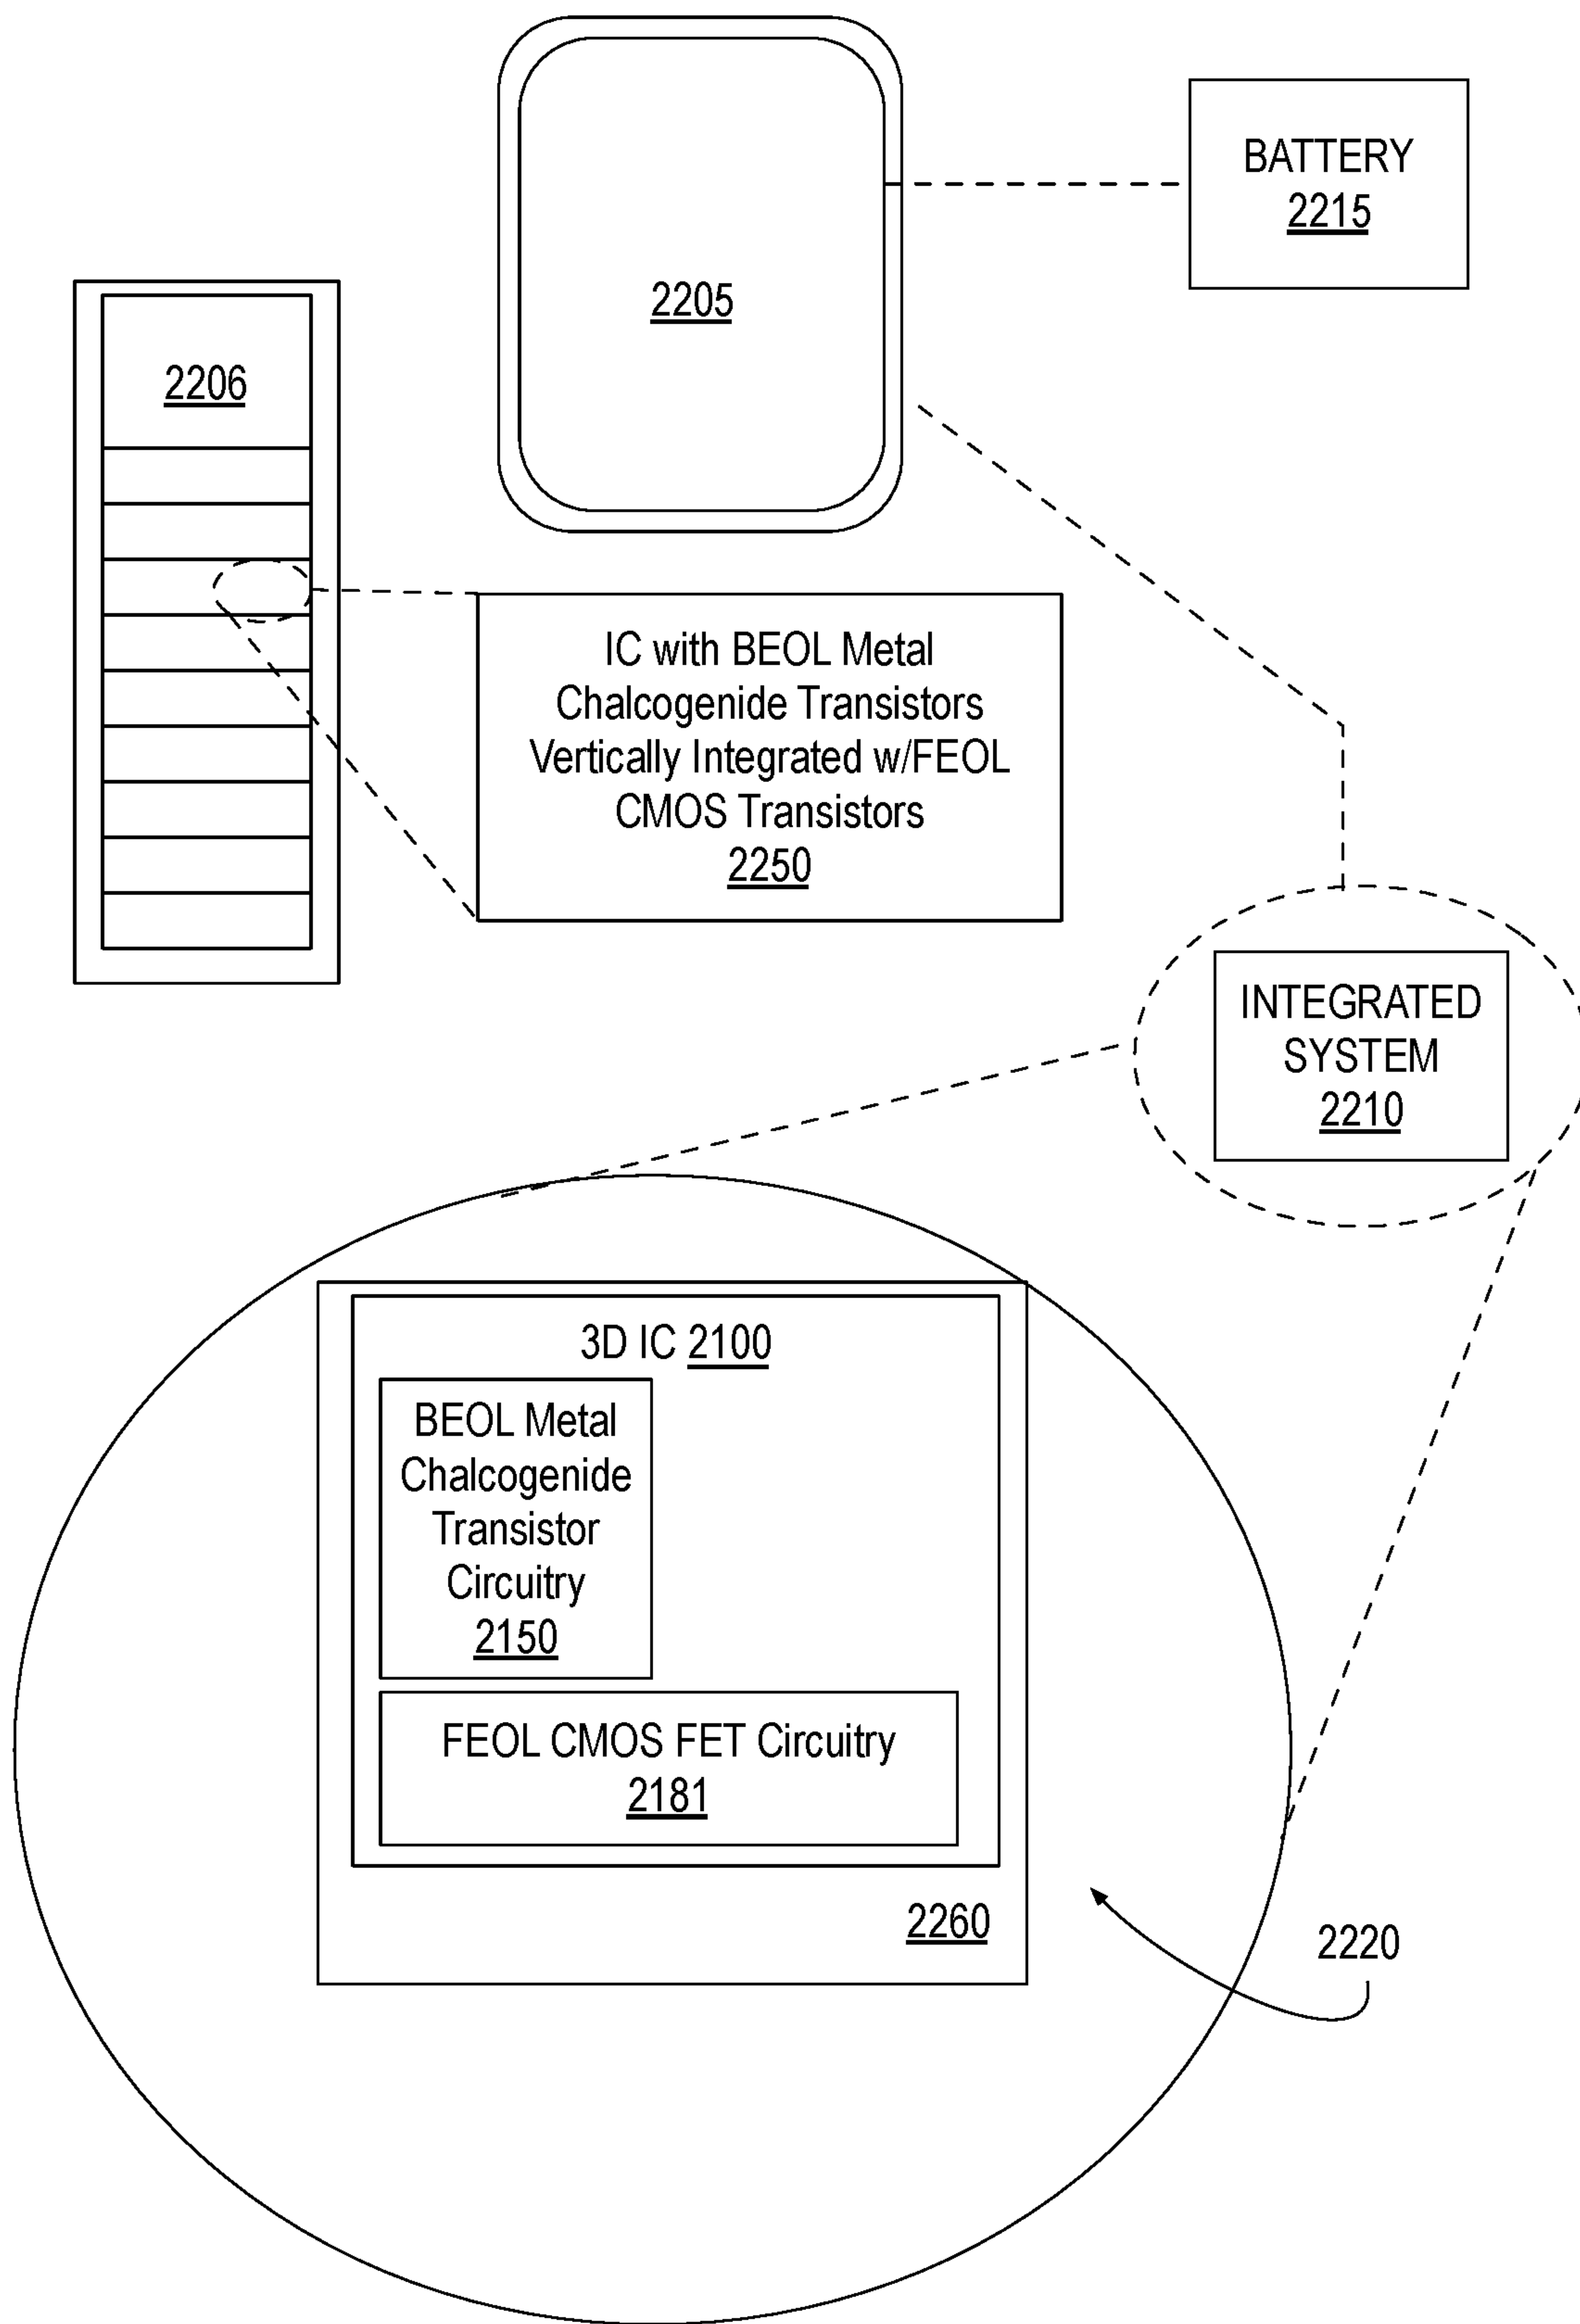 BATTERY
2215
2205
2206
IC with BEOL Metal
Chalcogenide Transistors
Vertically Integrated w/FEOL
CMOS Transistors
2250
INTEGRATED
SYSTEM
2210
3D IC 2100
BEOL Metal
Chalcogenide
Transistor
Circuitry
2150
FEOL CMOS FET Circuitry
2181
2260
2220